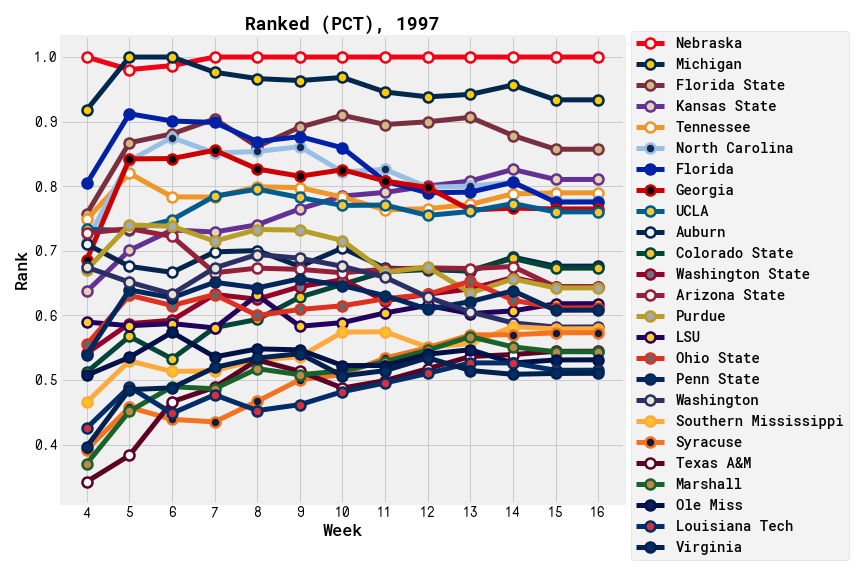 Ranked (PCT), 1997
Rank
1.0
0.9
0.8
0.7
0.6
0.5
0.4
4 5 6 7 8 9 10 11 12 13 14 15 16
Week
Nebraska
Michigan
Florida State
Kansas State
Tennessee
North Carolina
Florida
Georgia
UCLA
Auburn
Colorado State
Washington State
Arizona State
Purdue
LSU
Ohio State
Penn State
Washington
Southern Mississippi
Syracuse
Texas A&M
Marshall
Ole Miss
Louisiana Tech
Virginia